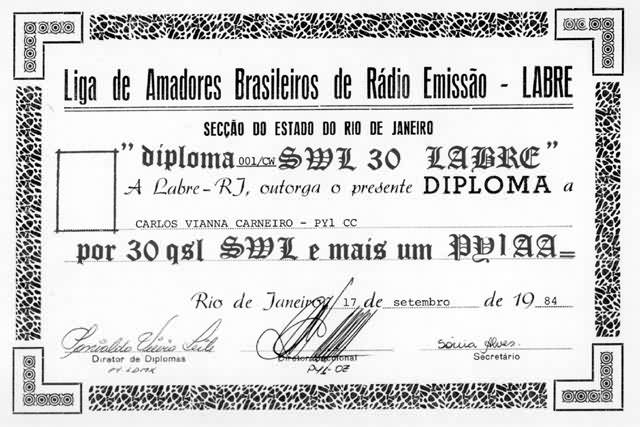 Liga de Amadores Brasileiros de Rádio Emissão - LABRE
SECÇÃO DO ESTADO DO RIO DE JANEIRO
"diploma 001/CW SWL 30 LABRE"
A Labre-RJ, outorga o presente DIPLOMA a
CARLOS VIANNA CARNEIRO - PY1 CC
por 30 qsl SWL e mais um PY1AA
Rio de Janeiro, 17 de setembro de 1984
Sônia Alves.
Diretor de Diplomas Diretor Seccional Secretário